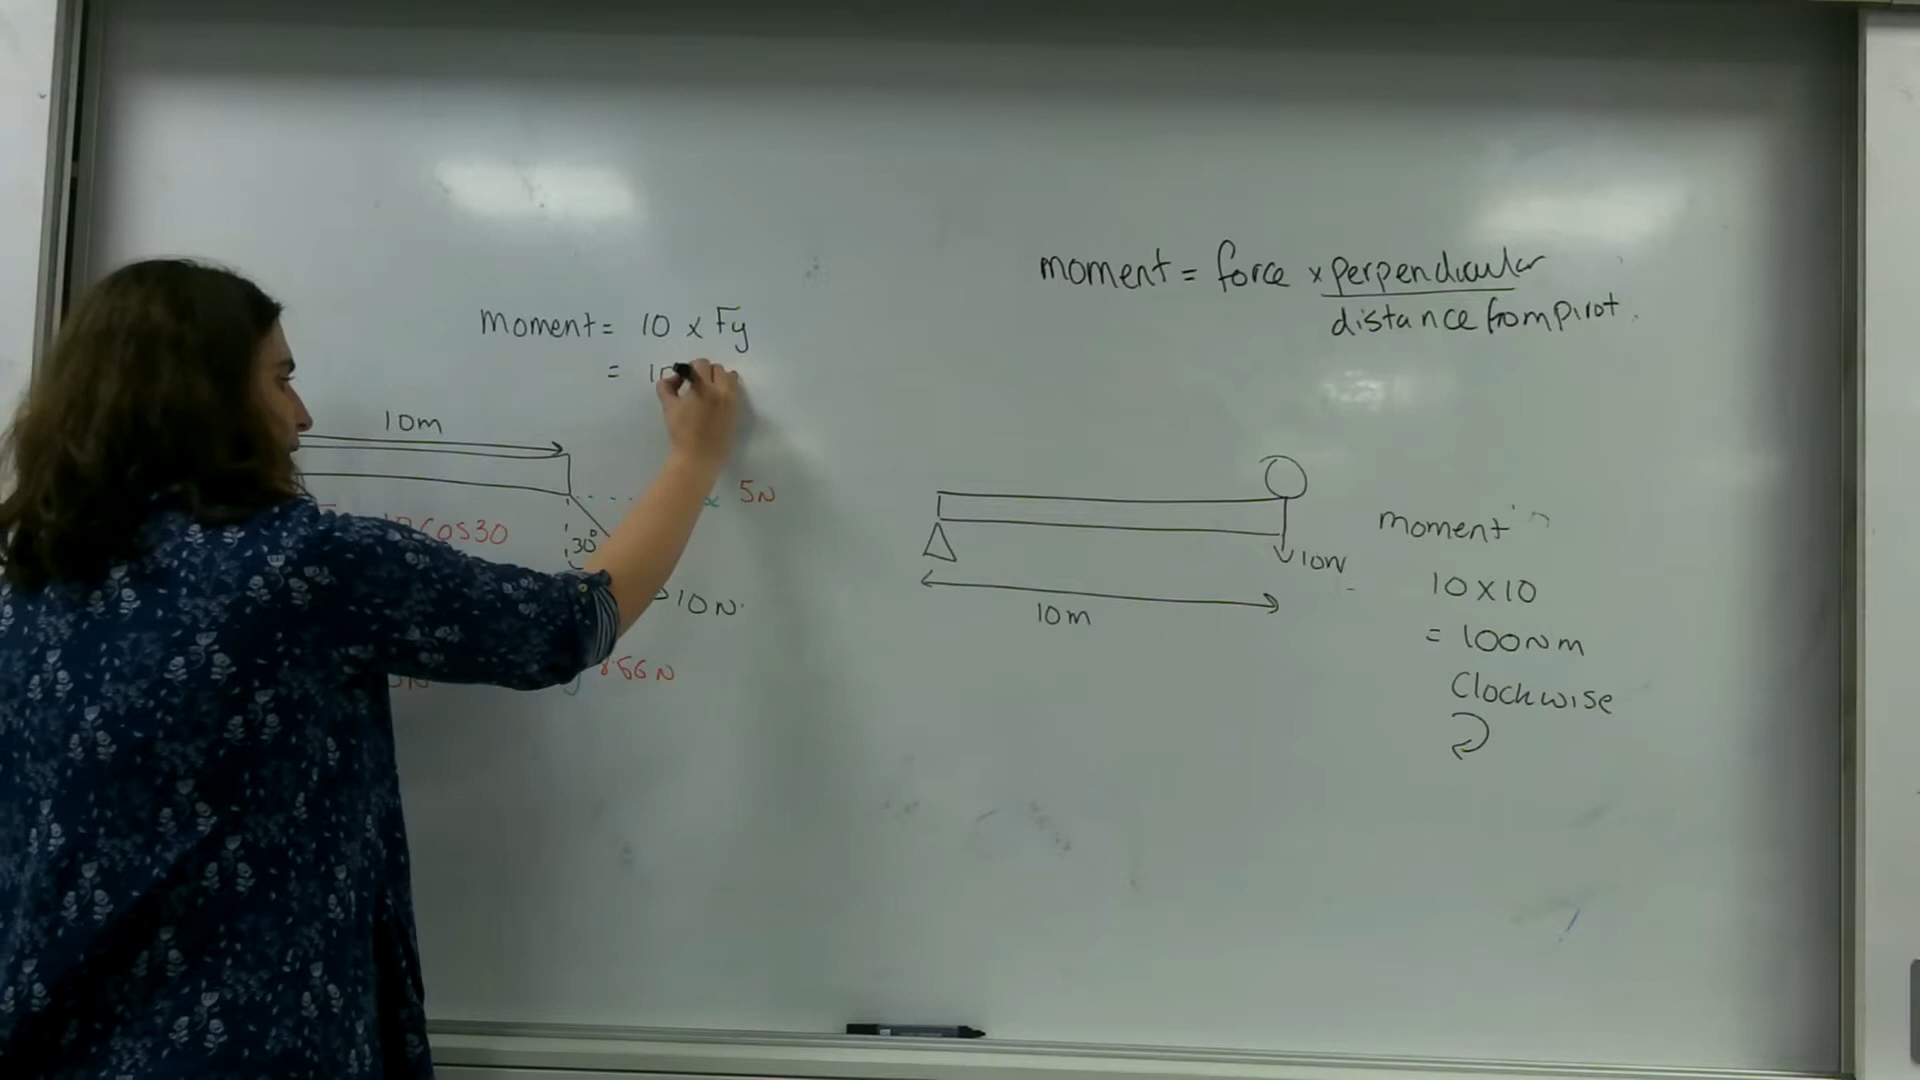 moment = 10 x Fy
=
10m
cos30
5N
30°
10N
8.66N
moment = force x perpendicular
distance from pivot.
10N
10m
moment
10 x 10
= 100Nm
Clockwise